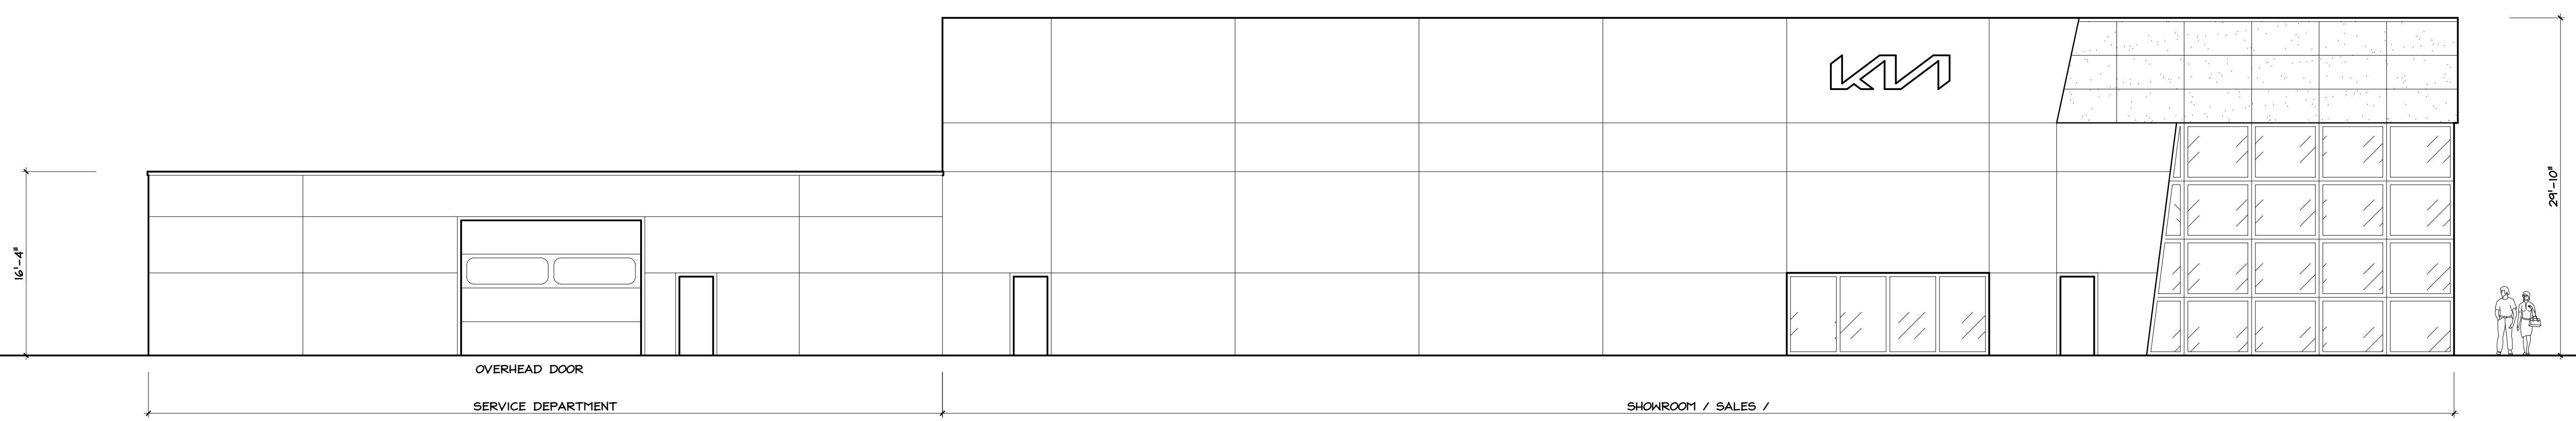 KIA
29'-10"
16'-4"
OVERHEAD DOOR
SERVICE DEPARTMENT
SHOWROOM / SALES /